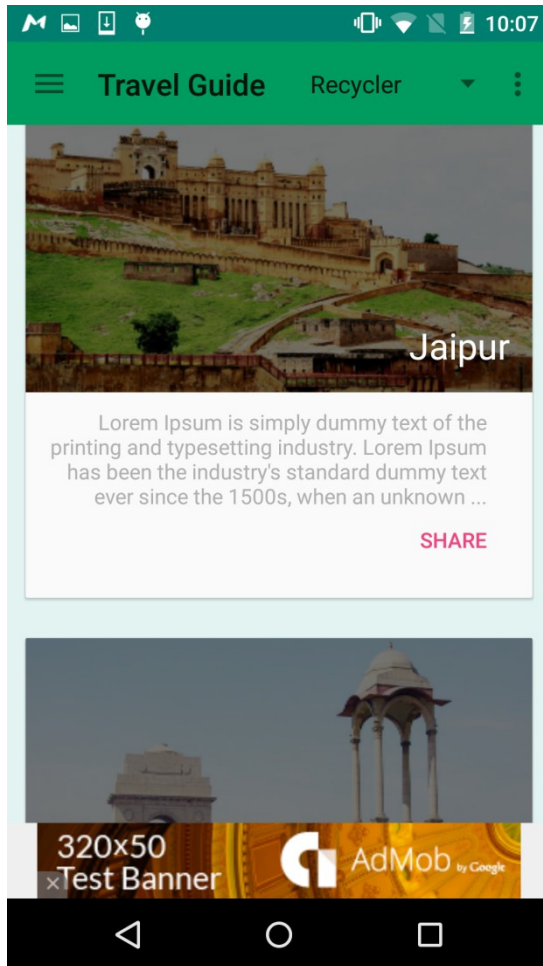 10:07
Travel Guide
Recycler
Jaipur
Lorem Ipsum is simply dummy text of the
printing and typesetting industry. Lorem Ipsum
has been the industry's standard dummy text
ever since the 1500s, when an unknown ...
SHARE
320×50
Test Banner
AdMob by Google